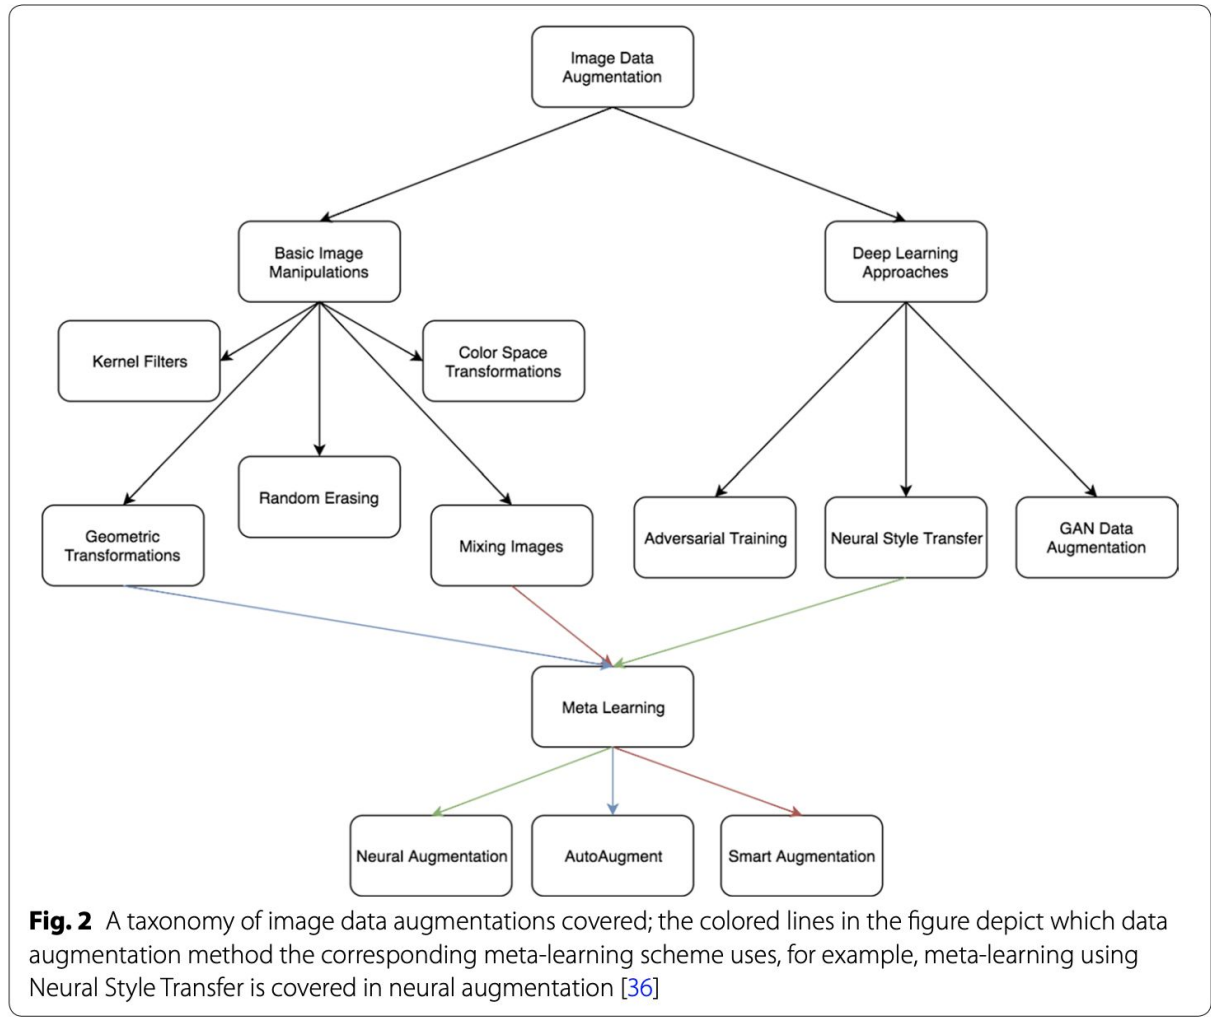 Image Data
Augmentation
Basic Image
Manipulations
Deep Learning
Approaches
Kernel Filters
Color Space
Transformations
Geometric
Transformations
Random Erasing
Mixing Images
Adversarial Training
Neural Style Transfer
GAN Data
Augmentation
Meta Learning
Neural Augmentation
AutoAugment
Smart Augmentation
Fig. 2 A taxonomy of image data augmentations covered; the colored lines in the figure depict which data
augmentation method the corresponding meta-learning scheme uses, for example, meta-learning using
Neural Style Transfer is covered in neural augmentation [36]